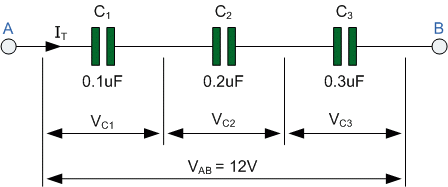 C1 C2 C3
A IT B
0.1uF 0.2uF 0.3uF
VC1 VC2 VC3
VAB = 12V